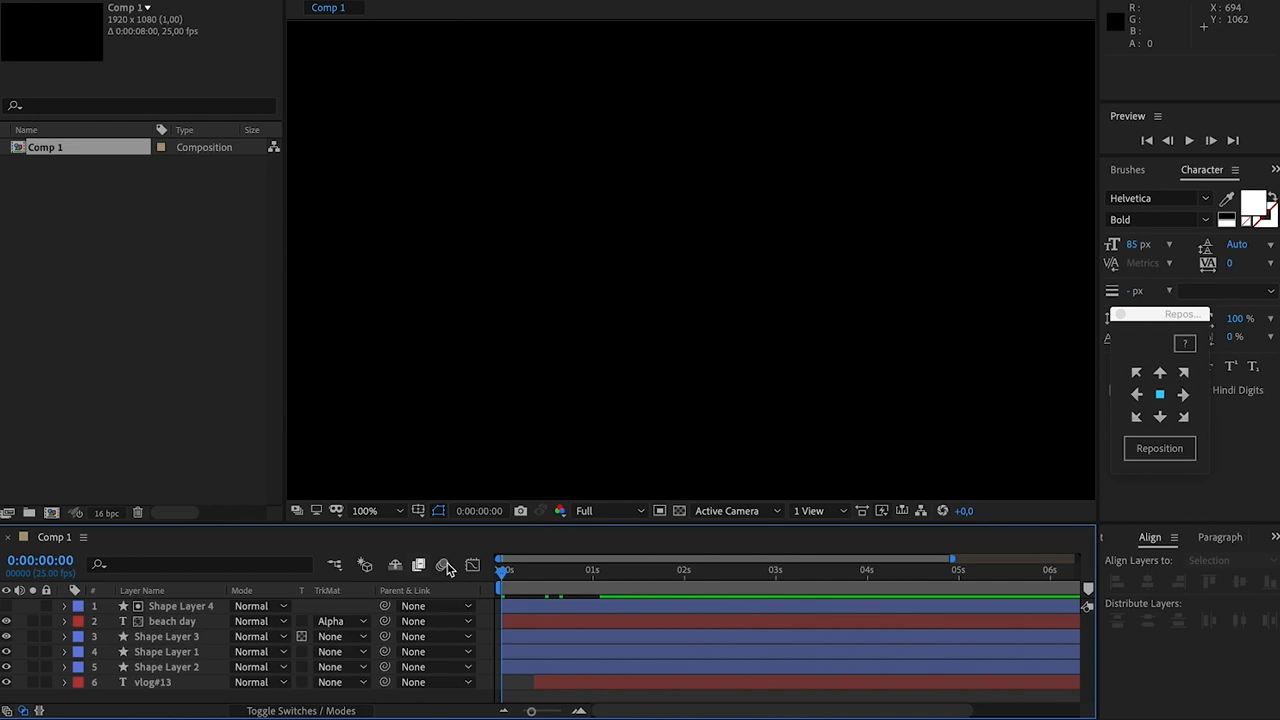 Comp 1
1920 x 1080 (1,00)
Δ 0:00:08:00, 25,00 fps
Comp 1
R:
G:
B:
A: 0
X: 694
Y: 1062
Preview
Name Type Size
Comp 1 Composition
Brushes Character
Helvetica
Bold
85 px Auto
Metrics 0
- px
Repos...
100 %
0 %
?
Hindi Digits
Reposition
16 bpc
100% 0:00:00:00 Full Active Camera 1 View +0,0
Comp 1
0:00:00:00
00000 (25.00 fps)
:00s 01s 02s 03s 04s 05s 06s
# Layer Name Mode T TrkMat Parent & Link
1 Shape Layer 4 Normal None
2 beach day Normal Alpha None
3 Shape Layer 3 Normal None None
4 Shape Layer 1 Normal None None
5 Shape Layer 2 Normal None None
6 vlog#13 Normal None None
Toggle Switches / Modes
Align Paragraph
Align Layers to: Selection
Distribute Layers: